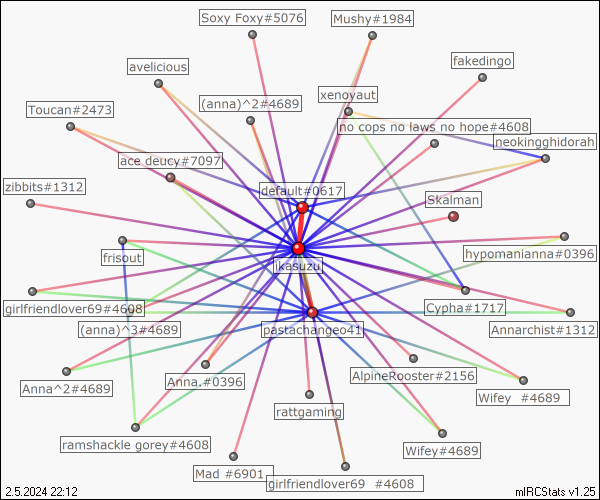 Soxy Foxy#5076
Mushy#1984
fakedingo
avelicious
xenoyaut
(anna)^2#4689
Toucan#2473
no cops no laws no hope#4608
neokingghidorah
ace deucy#7097
zibbits#1312
default#0617
Skalman
hypomanianna#0396
frisout
ikasuzu
girlfriendlover69#4608
Cypha#1717
(anna)^3#4689
pastachangeo41
Annarchist#1312
Anna^2#4689
Anna.#0396
AlpineRooster#2156
Wifey #4689
rattgaming
ramshackle gorey#4608
Wifey#4689
Mad #6901
girlfriendlover69 #4608
2.5.2024 22:12
mIRCStats v1.25